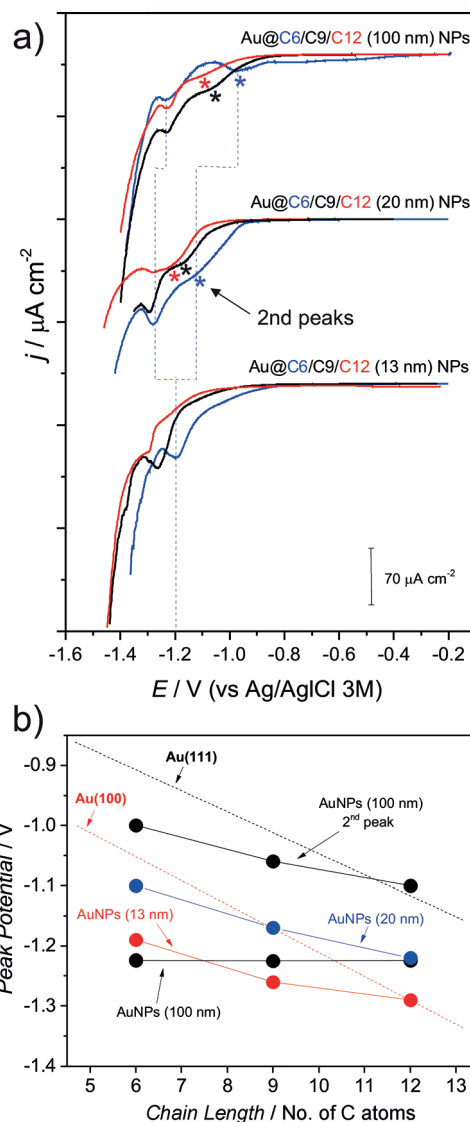 a)
Au@C6/C9/C12 (100 nm) NPs
*
*
*
Au@C6/C9/C12 (20 nm) NPs
*
*
*
2nd peaks
Au@C6/C9/C12 (13 nm) NPs
70 µA cm⁻²
j / µA cm⁻²
-1.6 -1.4 -1.2 -1.0 -0.8 -0.6 -0.4 -0.2
E / V (vs Ag/AglCl 3M)
b)
-0.9
-1.0
-1.1
-1.2
-1.3
-1.4
Peak Potential / V
Au(111)
Au(100)
AuNPs (100 nm)
2nd peak
AuNPs (13 nm)
AuNPs (20 nm)
AuNPs (100 nm)
5 6 7 8 9 10 11 12 13
Chain Length / No. of C atoms